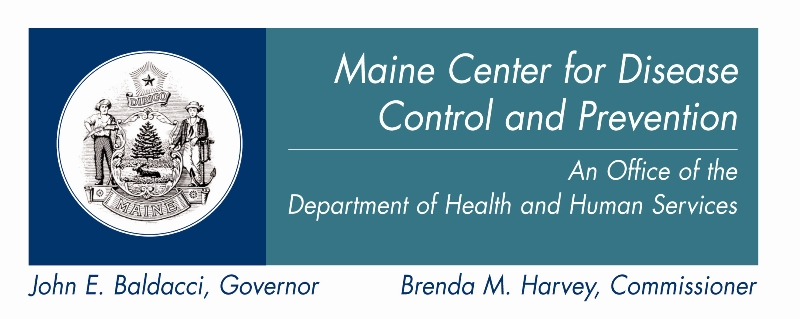 DIRIGO
MAINE
Maine Center for Disease
Control and Prevention
An Office of the
Department of Health and Human Services
John E. Baldacci, Governor
Brenda M. Harvey, Commissioner